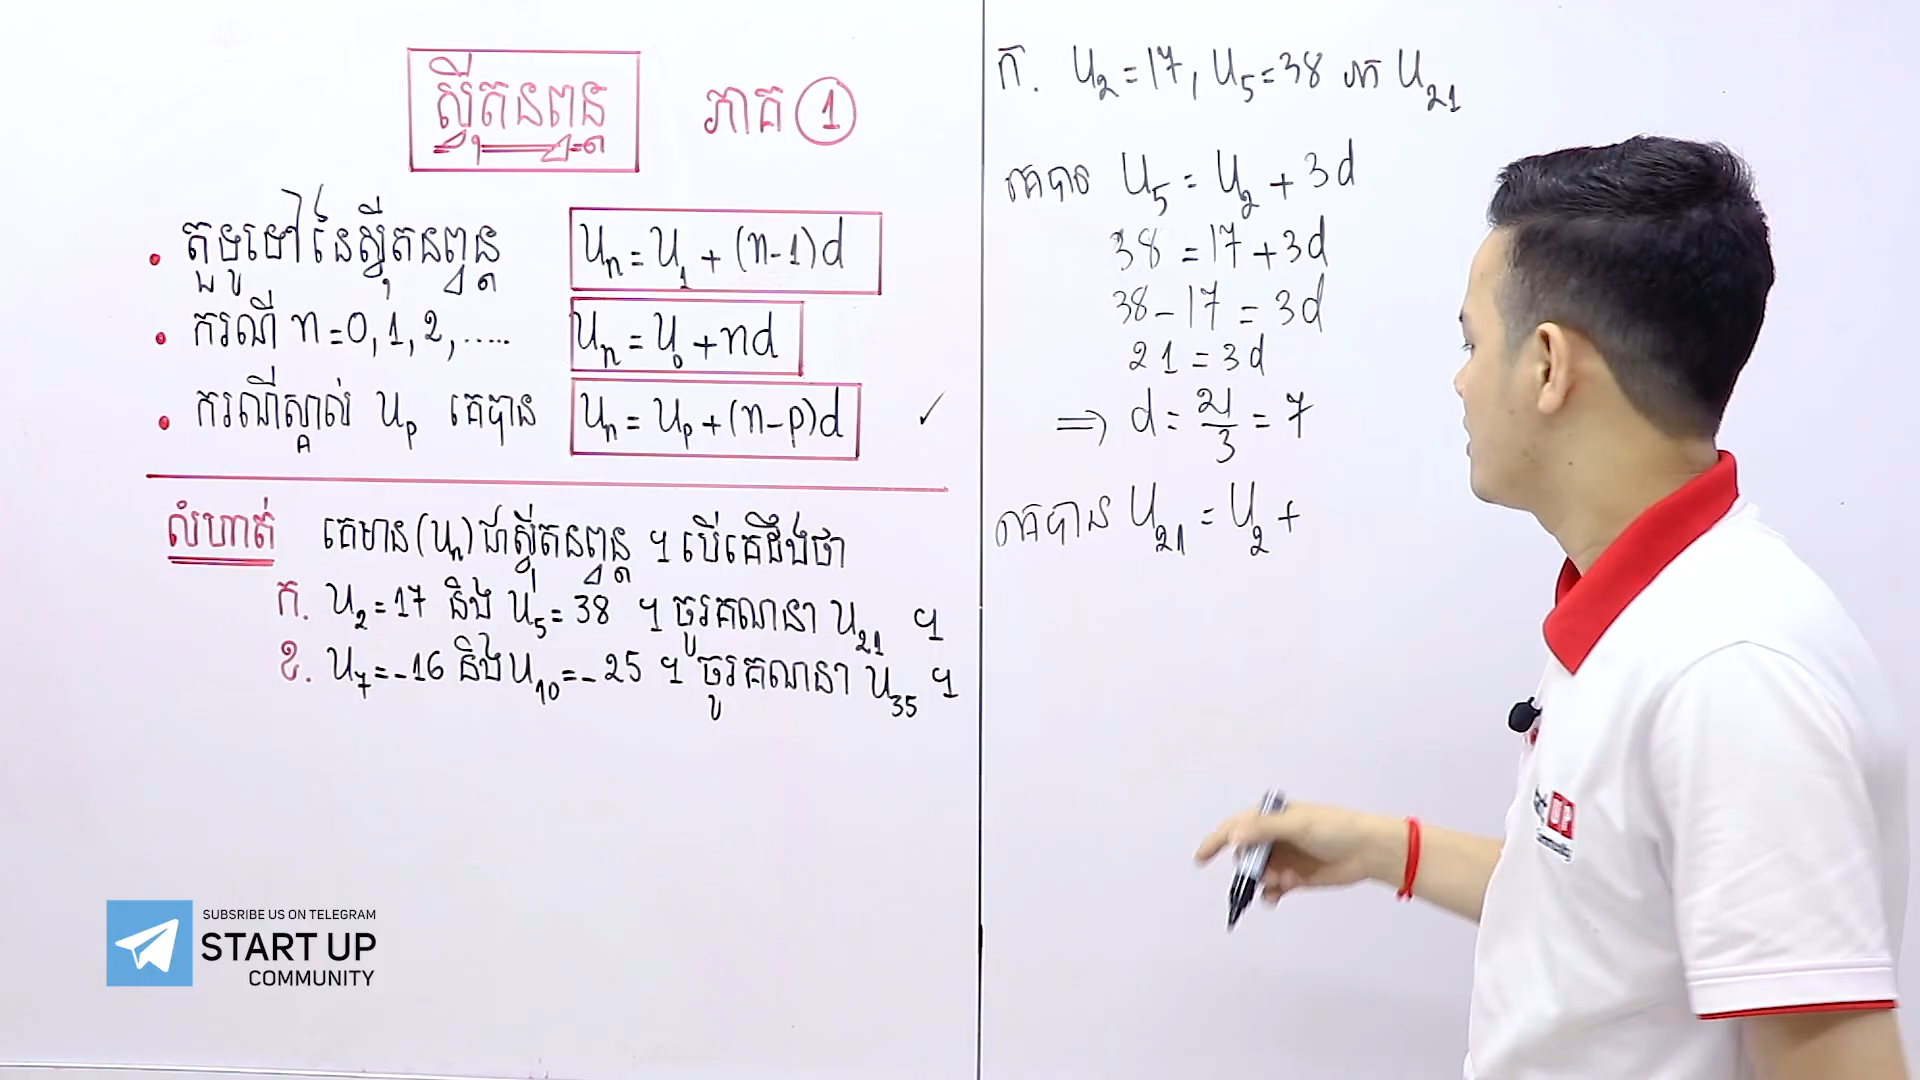 ស្វ៊ីតនព្វន្ត ភាគ ①
• តួទូទៅនៃស្វ៊ីតនព្វន្ត Uₙ = U₁ + (n-1)d
• ករណី n=0,1,2,..... Uₙ = U₀ + nd
• ករណីស្គាល់ Uₚ គេបាន Uₙ = Uₚ + (n-p)d ✓
លំហាត់ គេមាន (Uₙ) ជាស្វ៊ីតនព្វន្ត ។ បើគេដឹងថា
ក. U₂ = 17 និង U₅ = 38 ។ ចូរគណនា U₂₁ ។
ខ. U₇ = -16 និង U₁₀ = -25 ។ ចូរគណនា U₃₅ ។
ក. U₂ = 17, U₅ = 38 រក U₂₁
គេបាន U₅ = U₂ + 3d
38 = 17 + 3d
38 - 17 = 3d
21 = 3d
⟹ d = 21/3 = 7
គេបាន U₂₁ = U₂ +
SUBSRIBE US ON TELEGRAM
START UP
COMMUNITY